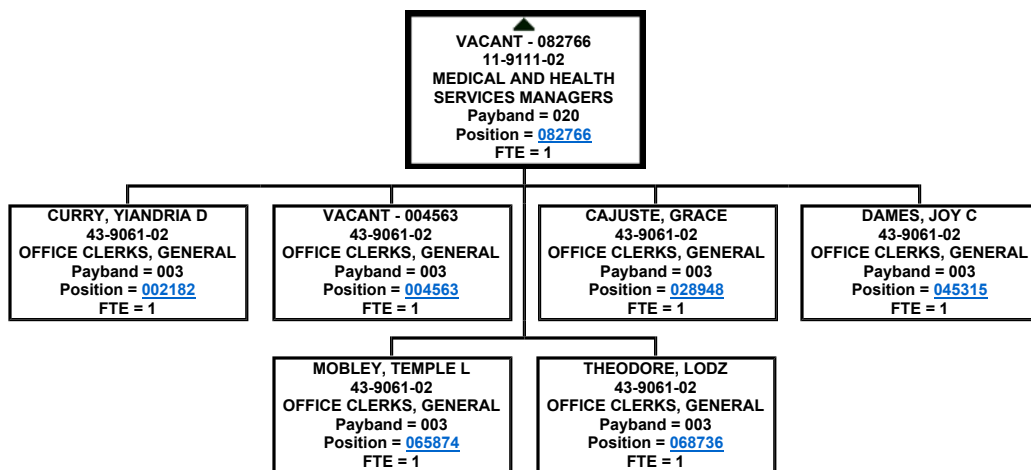 VACANT - 082766
11-9111-02
MEDICAL AND HEALTH
SERVICES MANAGERS
Payband = 020
Position = 082766
FTE = 1
CURRY, YIANDRIA D
43-9061-02
OFFICE CLERKS, GENERAL
Payband = 003
Position = 002182
FTE = 1
VACANT - 004563
43-9061-02
OFFICE CLERKS, GENERAL
Payband = 003
Position = 004563
FTE = 1
CAJUSTE, GRACE
43-9061-02
OFFICE CLERKS, GENERAL
Payband = 003
Position = 028948
FTE = 1
DAMES, JOY C
43-9061-02
OFFICE CLERKS, GENERAL
Payband = 003
Position = 045315
FTE = 1
MOBLEY, TEMPLE L
43-9061-02
OFFICE CLERKS, GENERAL
Payband = 003
Position = 065874
FTE = 1
THEODORE, LODZ
43-9061-02
OFFICE CLERKS, GENERAL
Payband = 003
Position = 068736
FTE = 1